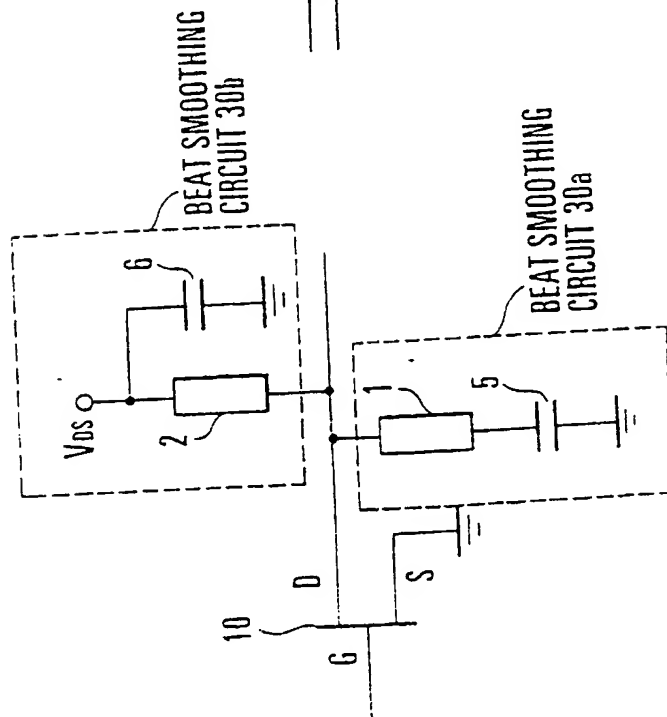 BEAT SMOOTHING
CIRCUIT 30b
6
VDS
2
BEAT SMOOTHING
CIRCUIT 30a
1
5
D
S
10
G